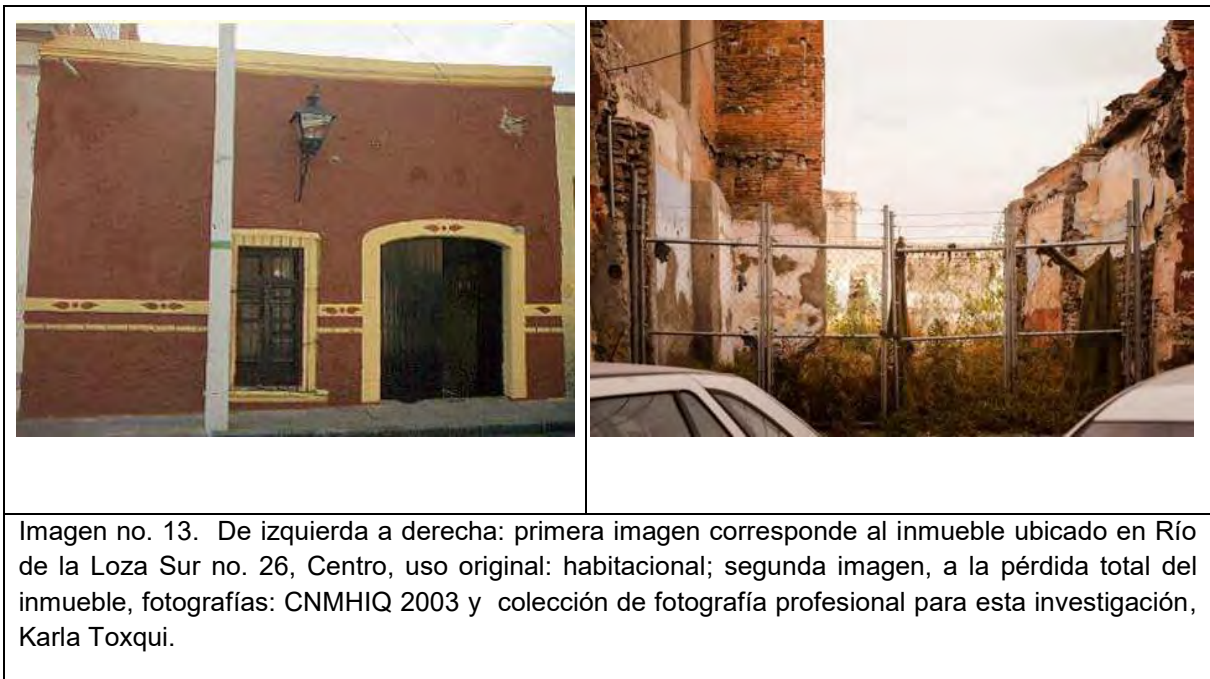 Imagen no. 13.  De izquierda a derecha: primera imagen corresponde al inmueble ubicado en Río
de la Loza Sur no. 26, Centro, uso original: habitacional; segunda imagen, a la pérdida total del
inmueble, fotografías: CNMHIQ 2003 y  colección de fotografía profesional para esta investigación,
Karla Toxqui.